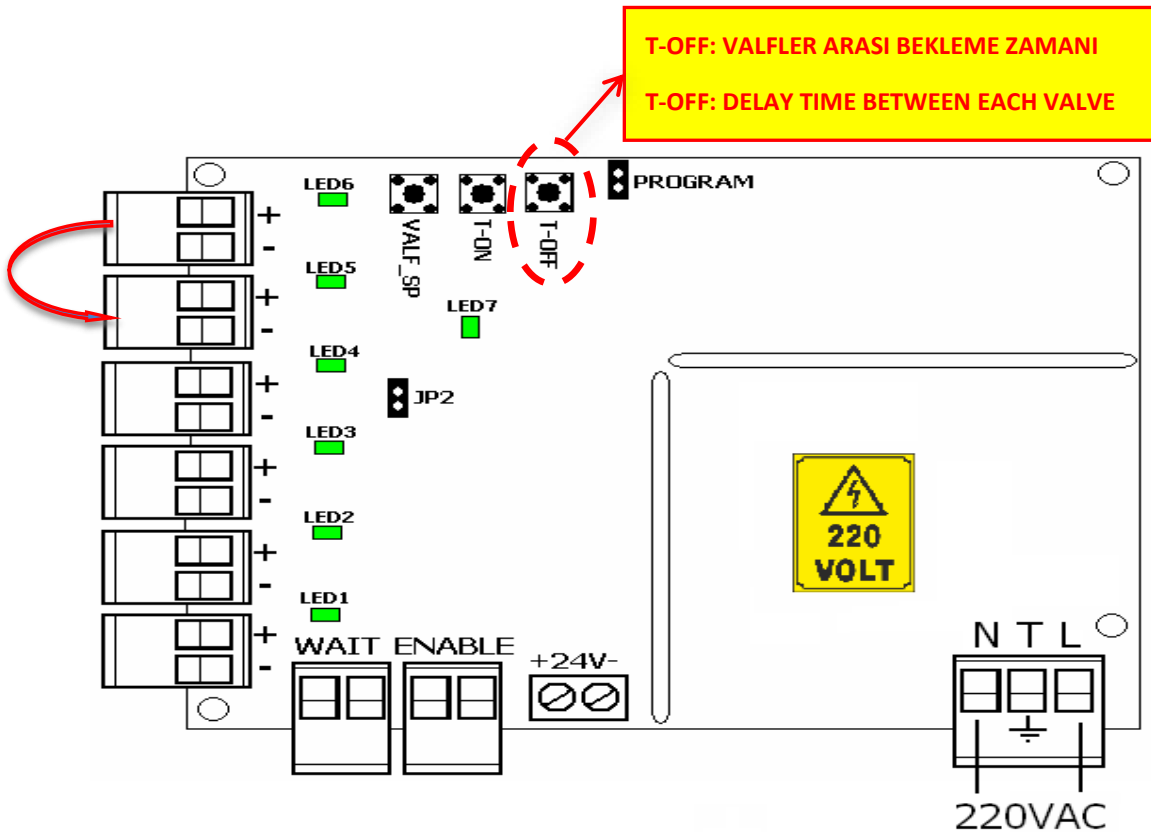 T-OFF: VALFLER ARASI BEKLEME ZAMANI
T-OFF: DELAY TIME BETWEEN EACH VALVE
LED6
PROGRAM
+
-
VALF_SP
T-ON
T-OFF
LED5
+
-
LED7
LED4
+
-
JP2
LED3
+
-
LED2
+
-
220
VOLT
LED1
+
-
WAIT ENABLE
+24V-
N T L
220VAC